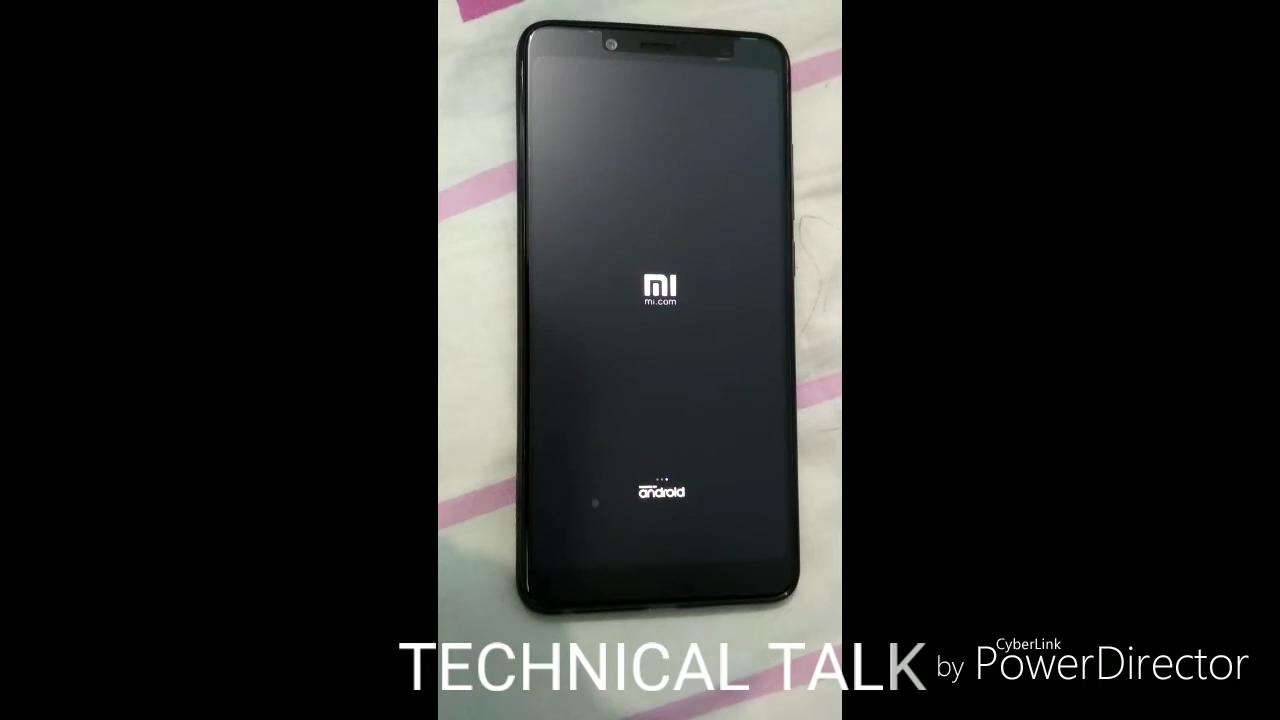 mi
mi.com
android
TECHNICAL TALK
by CyberLink
PowerDirector